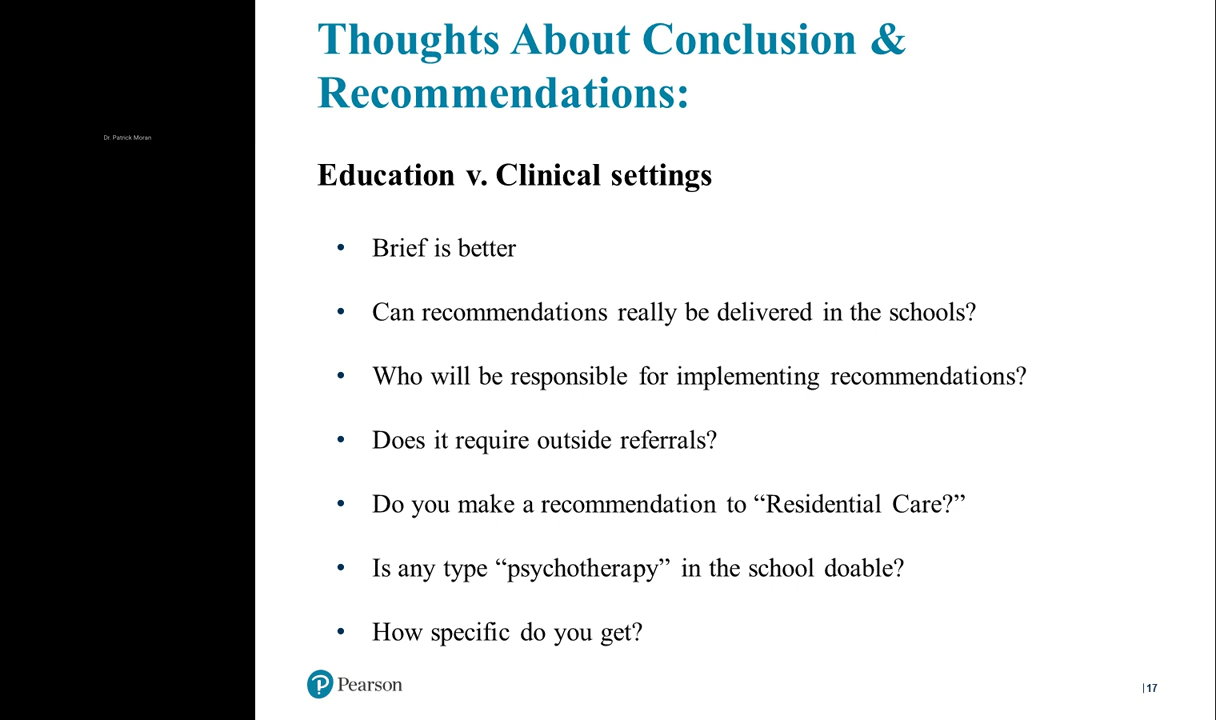 Thoughts About Conclusion &
Recommendations:
Dr. Patrick Moran
Education v. Clinical settings
• Brief is better
• Can recommendations really be delivered in the schools?
• Who will be responsible for implementing recommendations?
• Does it require outside referrals?
• Do you make a recommendation to “Residential Care?”
• Is any type “psychotherapy” in the school doable?
• How specific do you get?
Pearson
| 17